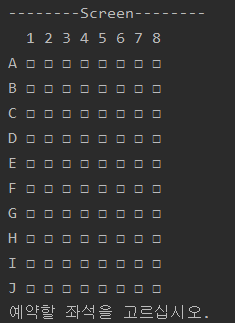 --------Screen--------
1 2 3 4 5 6 7 8
A □ □ □ □ □ □ □ □
B □ □ □ □ □ □ □ □
C □ □ □ □ □ □ □ □
D □ □ □ □ □ □ □ □
E □ □ □ □ □ □ □ □
F □ □ □ □ □ □ □ □
G □ □ □ □ □ □ □ □
H □ □ □ □ □ □ □ □
I □ □ □ □ □ □ □ □
J □ □ □ □ □ □ □ □
예약할 좌석을 고르십시오.